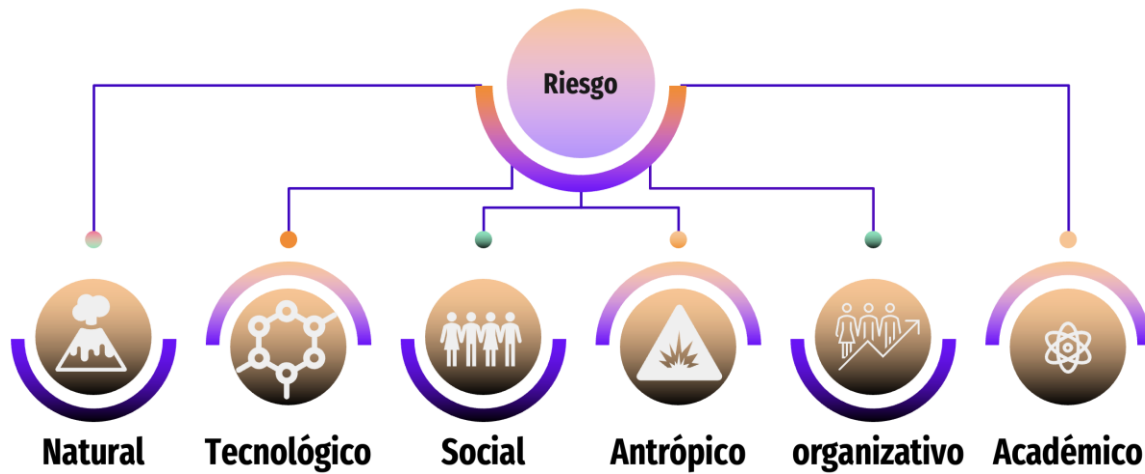 Riesgo
Natural
Tecnológico
Social
Antrópico
organizativo
Académico